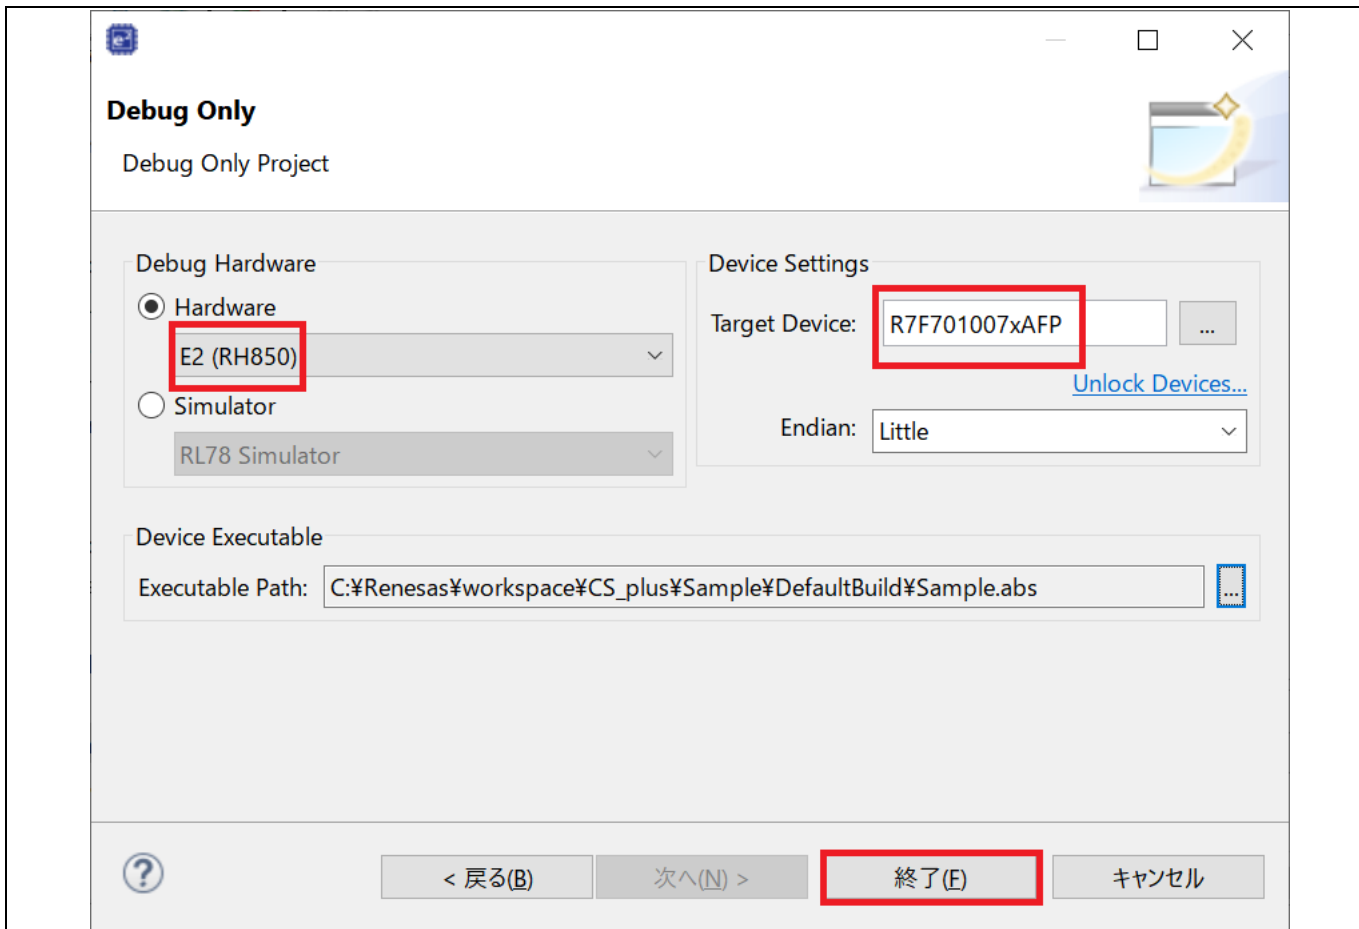 Debug Only
Debug Only Project
Debug Hardware
Hardware
E2 (RH850)
Simulator
RL78 Simulator
Device Settings
Target Device: R7F701007xAFP ...
Unlock Devices...
Endian: Little
Device Executable
Executable Path: C:¥Renesas¥workspace¥CS_plus¥Sample¥DefaultBuild¥Sample.abs ...
< 戻る(B) 次へ(N) > 終了(F) キャンセル